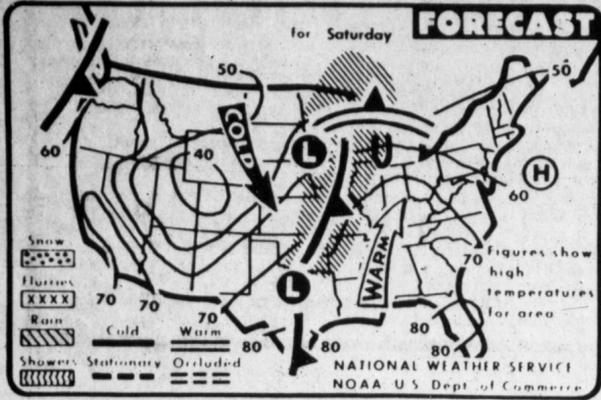 FORECAST
for Saturday
50
50
COLD
60
40
L
H
60
WARM
70
Figures show
high
temperatures
for area
Snow
Flurries
XXXX
Rain
Showers
70
70
70
L
Cold
Warm
Stationary
Occluded
80
80
80
80
NATIONAL WEATHER SERVICE
NOAA US Dept of Commerce